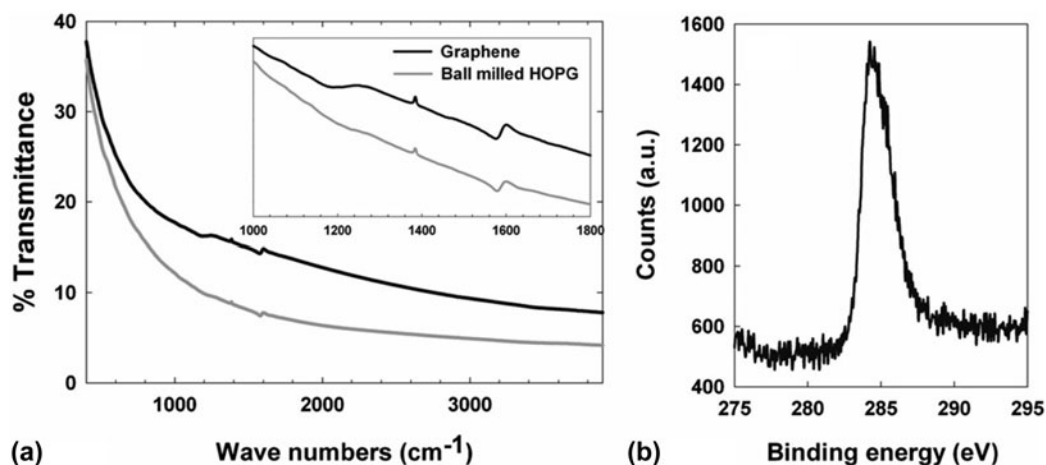 40
30
20
10
0
% Transmittance
1000 2000 3000
Wave numbers (cm-1)
(a)
Graphene
Ball milled HOPG
1000 1200 1400 1600 1800
1600
1400
1200
1000
800
600
400
Counts (a.u.)
275 280 285 290 295
Binding energy (eV)
(b)